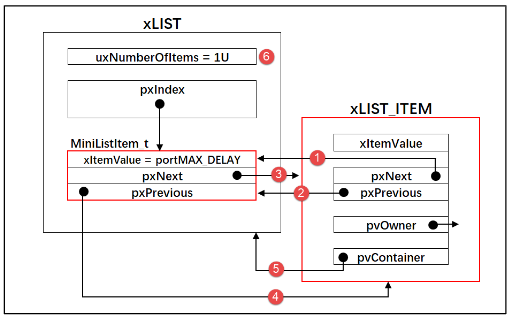 xLIST
uxNumberOfItems = 1U
6
pxIndex
xLIST_ITEM
MiniListItem_t
xItemValue
xItemValue = portMAX_DELAY
1
pxNext
3
pxNext
pxPrevious
2
pxPrevious
pvOwner
pvContainer
5
4